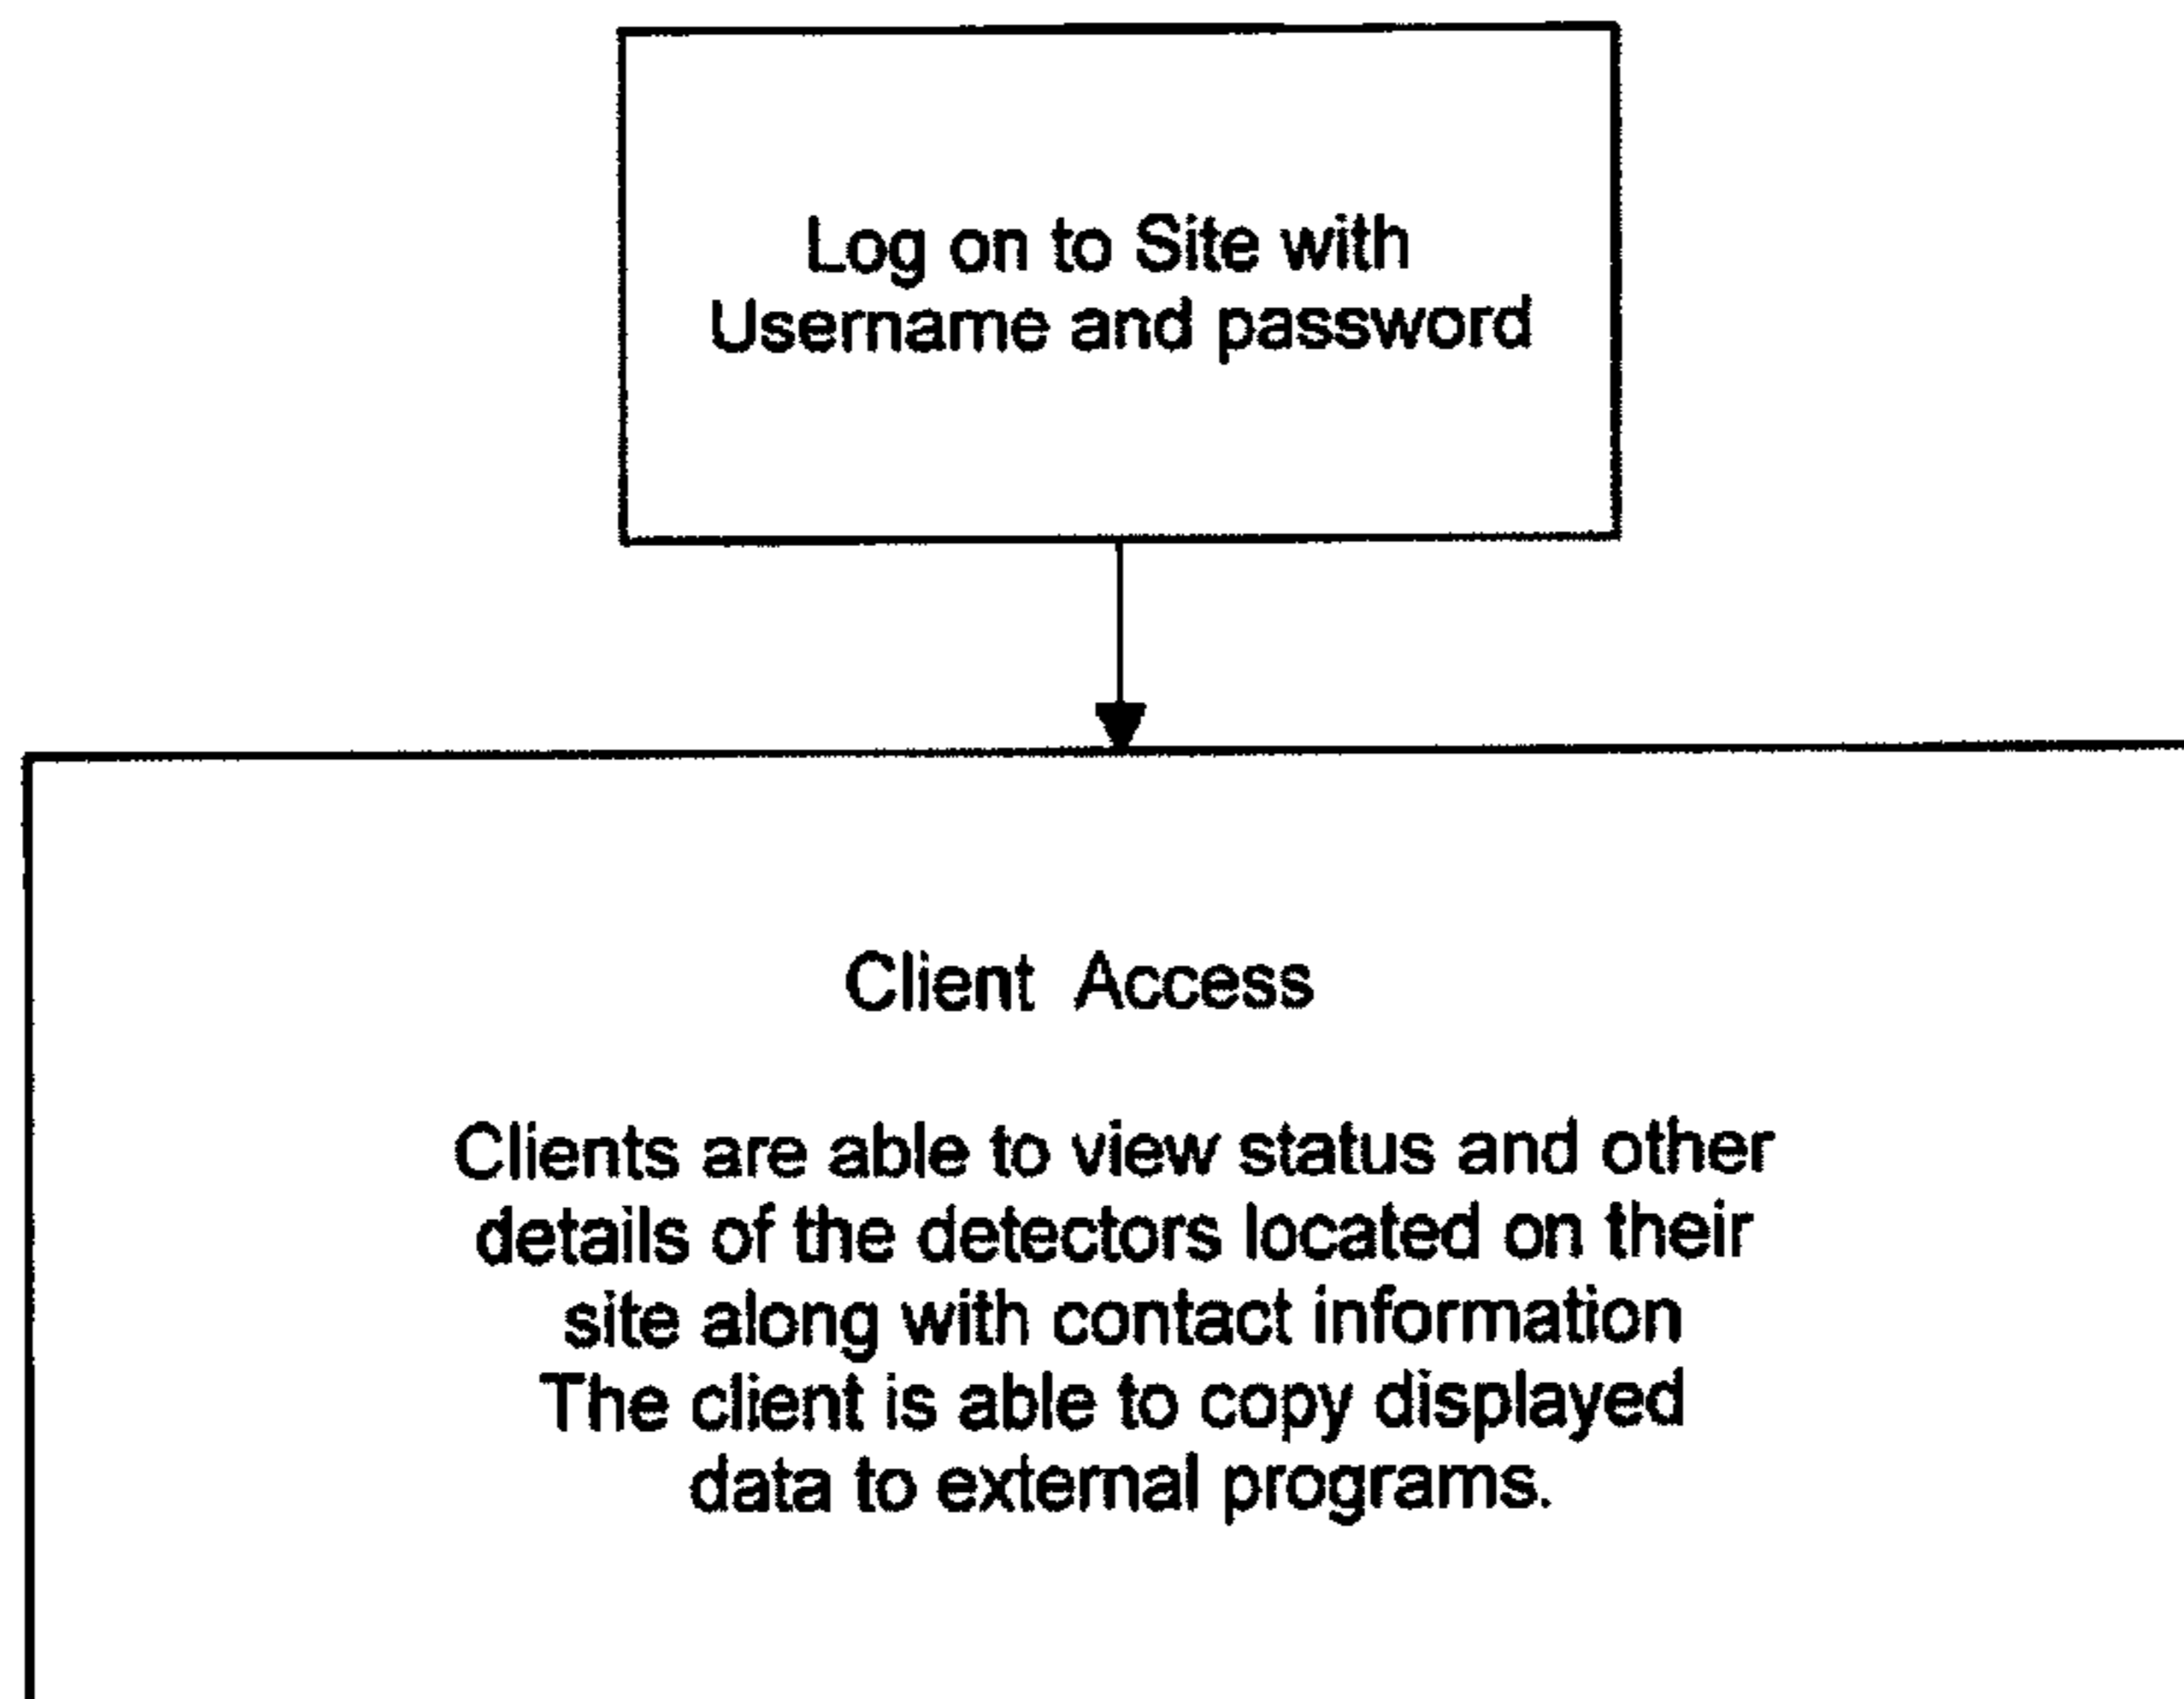 Log on to Site with
Username and password
Client Access
Clients are able to view status and other
details of the detectors located on their
site along with contact information
The client is able to copy displayed
data to external programs.